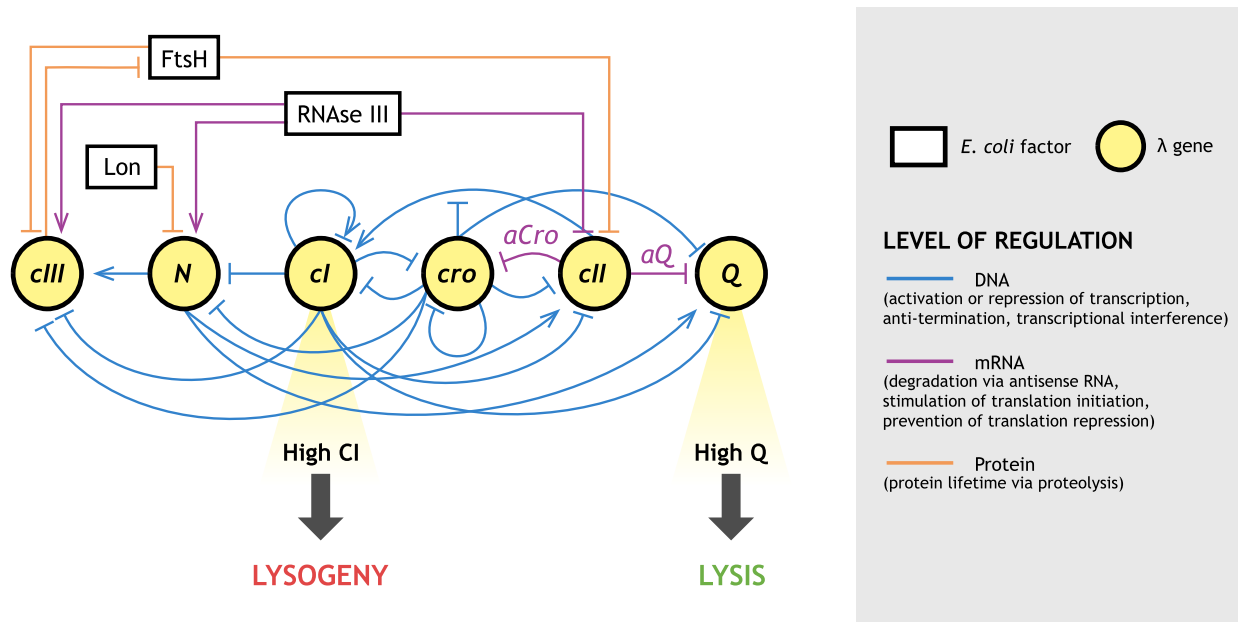 FtsH
RNAse III
Lon
E. coli factor
λ gene
aCro
aQ
cIII
N
cI
cro
cII
Q
LEVEL OF REGULATION
DNA
(activation or repression of transcription,
anti-termination, transcriptional interference)
mRNA
(degradation via antisense RNA,
stimulation of translation initiation,
prevention of translation repression)
Protein
(protein lifetime via proteolysis)
High CI
High Q
LYSOGENY
LYSIS